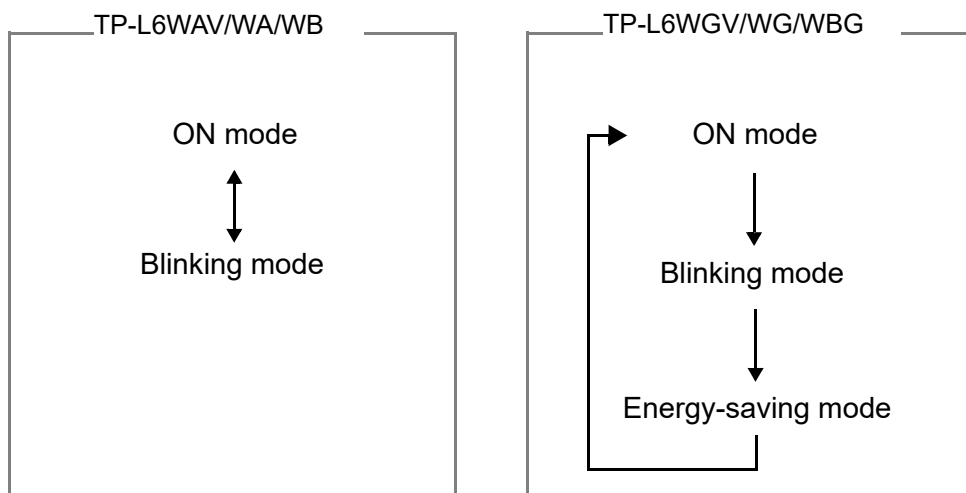 TP-L6WAV/WA/WB
ON mode
Blinking mode
TP-L6WGV/WG/WBG
ON mode
Blinking mode
Energy-saving mode